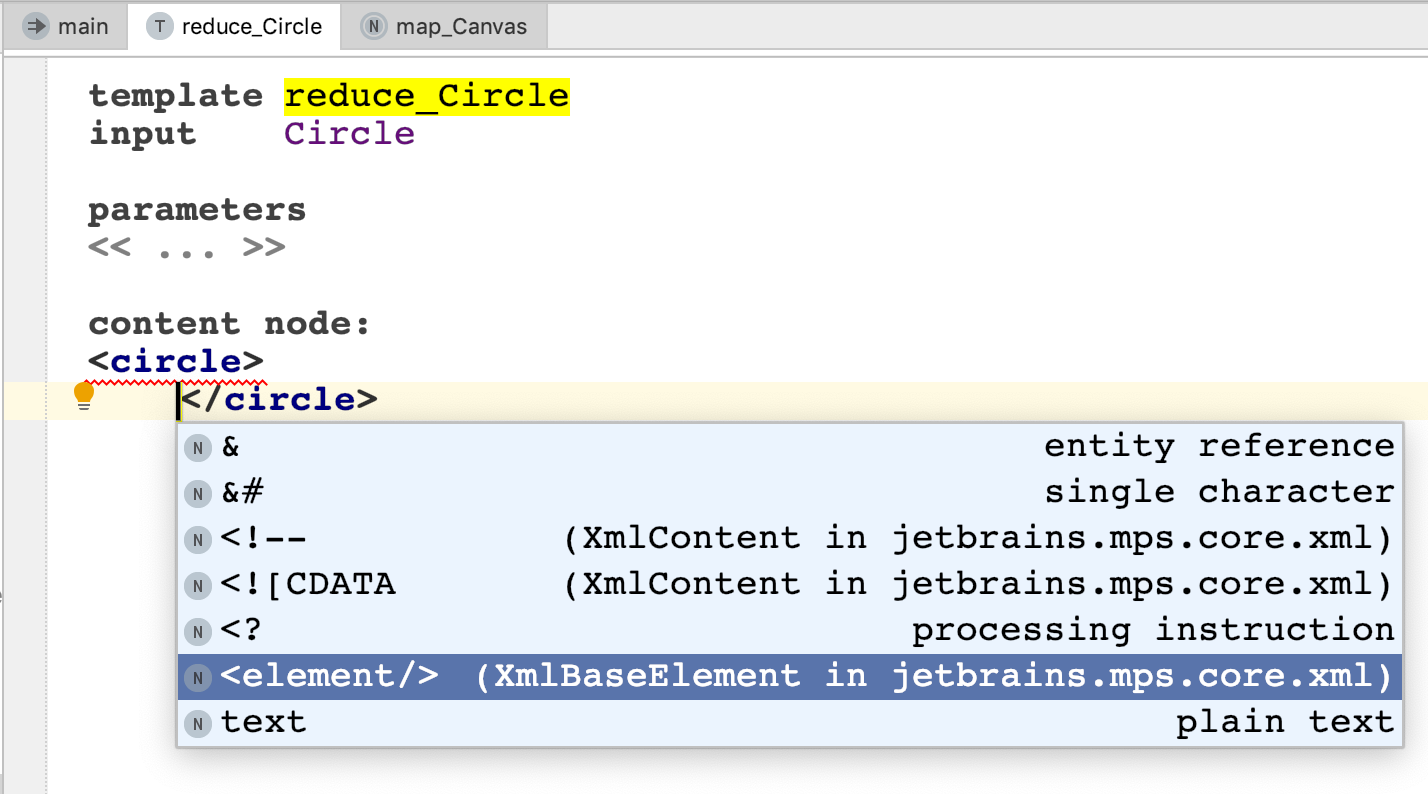 main T reduce_Circle N map_Canvas
template reduce_Circle
input Circle
parameters
<< ... >>
content node:
<circle>
</circle>
N & entity reference
N &# single character
N <!-- (XmlContent in jetbrains.mps.core.xml)
N <![CDATA (XmlContent in jetbrains.mps.core.xml)
N <? processing instruction
N <element/> (XmlBaseElement in jetbrains.mps.core.xml)
N text plain text